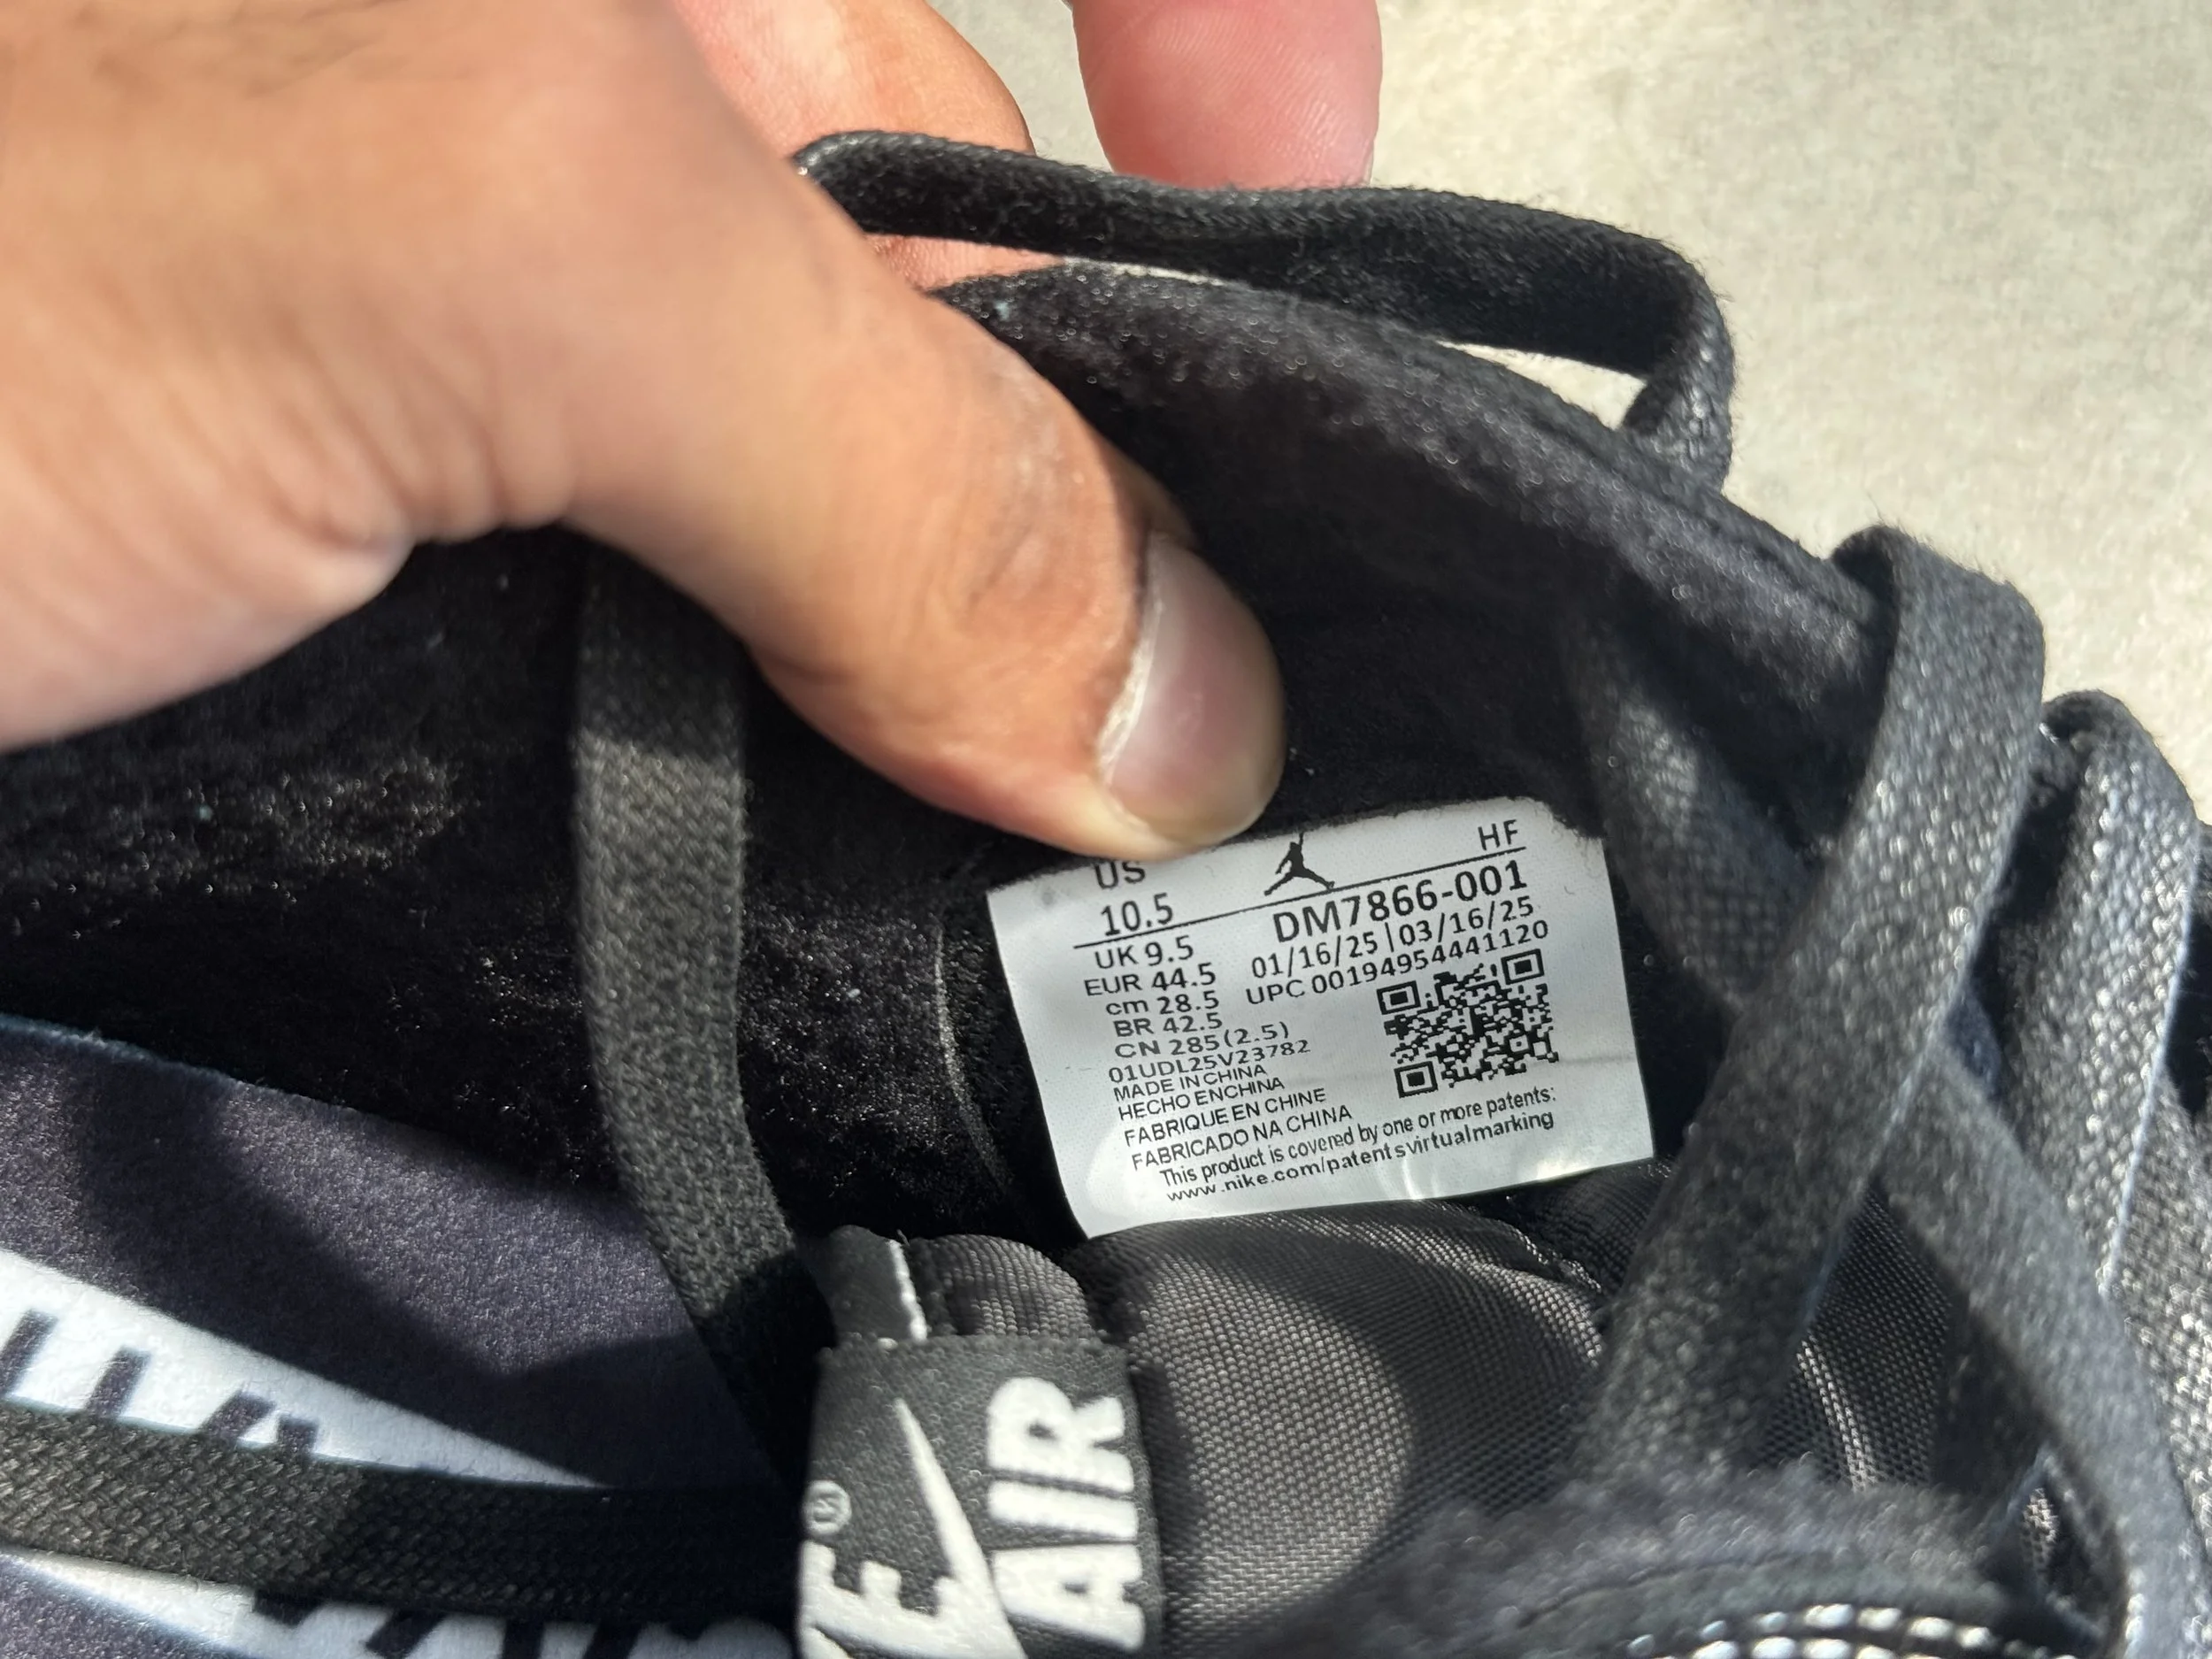 US
HF
10.5
DM7866-001
UK 9.5
01/16/25 | 03/16/25
EUR 44.5
UPC 00194954441120
cm 28.5
BR 42.5
CN 285(2.5)
01UDL25V23782
MADE IN CHINA
HECHO EN CHINA
FABRIQUE EN CHINE
FABRICADO NA CHINA
This product is covered by one or more patents:
www.nike.com/patentsvirtualmarking
AIR